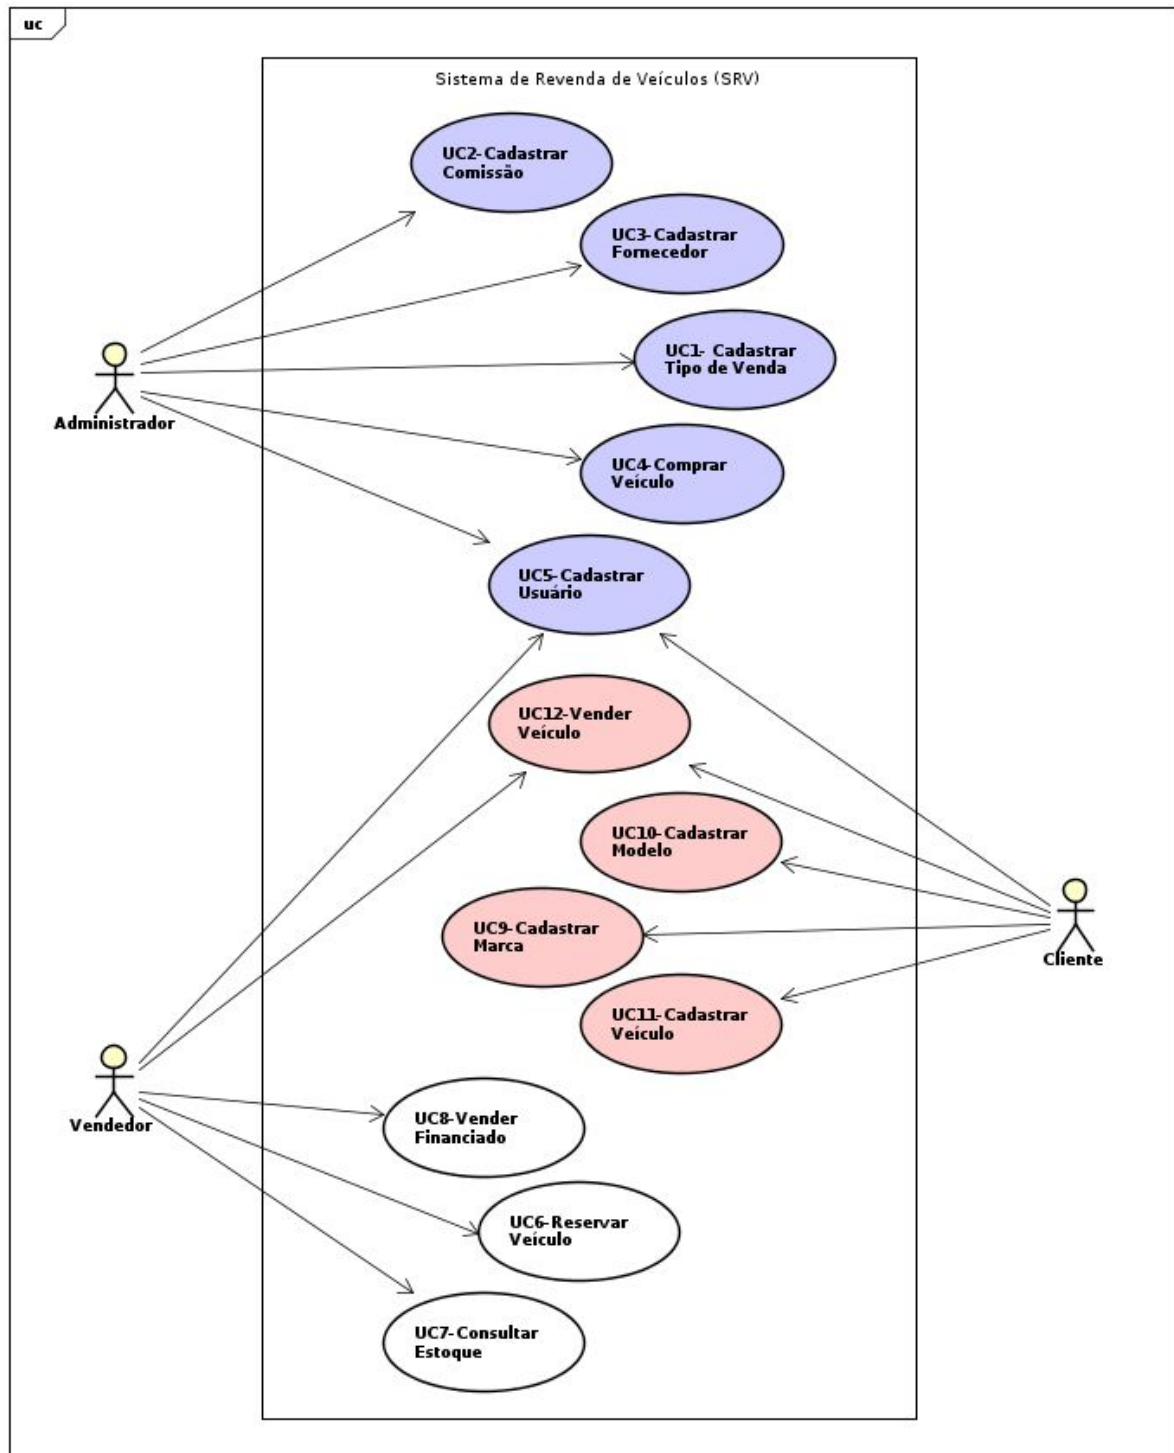 uc
Sistema de Revenda de Veículos (SRV)
UC2-Cadastrar
Comissão
UC3-Cadastrar
Fornecedor
UC1- Cadastrar
Tipo de Venda
Administrador
UC4-Comprar
Veículo
UC5-Cadastrar
Usuário
UC12-Vender
Veículo
UC10-Cadastrar
Modelo
UC9-Cadastrar
Marca
Cliente
UC11-Cadastrar
Veículo
Vendedor
UC8-Vender
Financiado
UC6-Reservar
Veículo
UC7-Consultar
Estoque